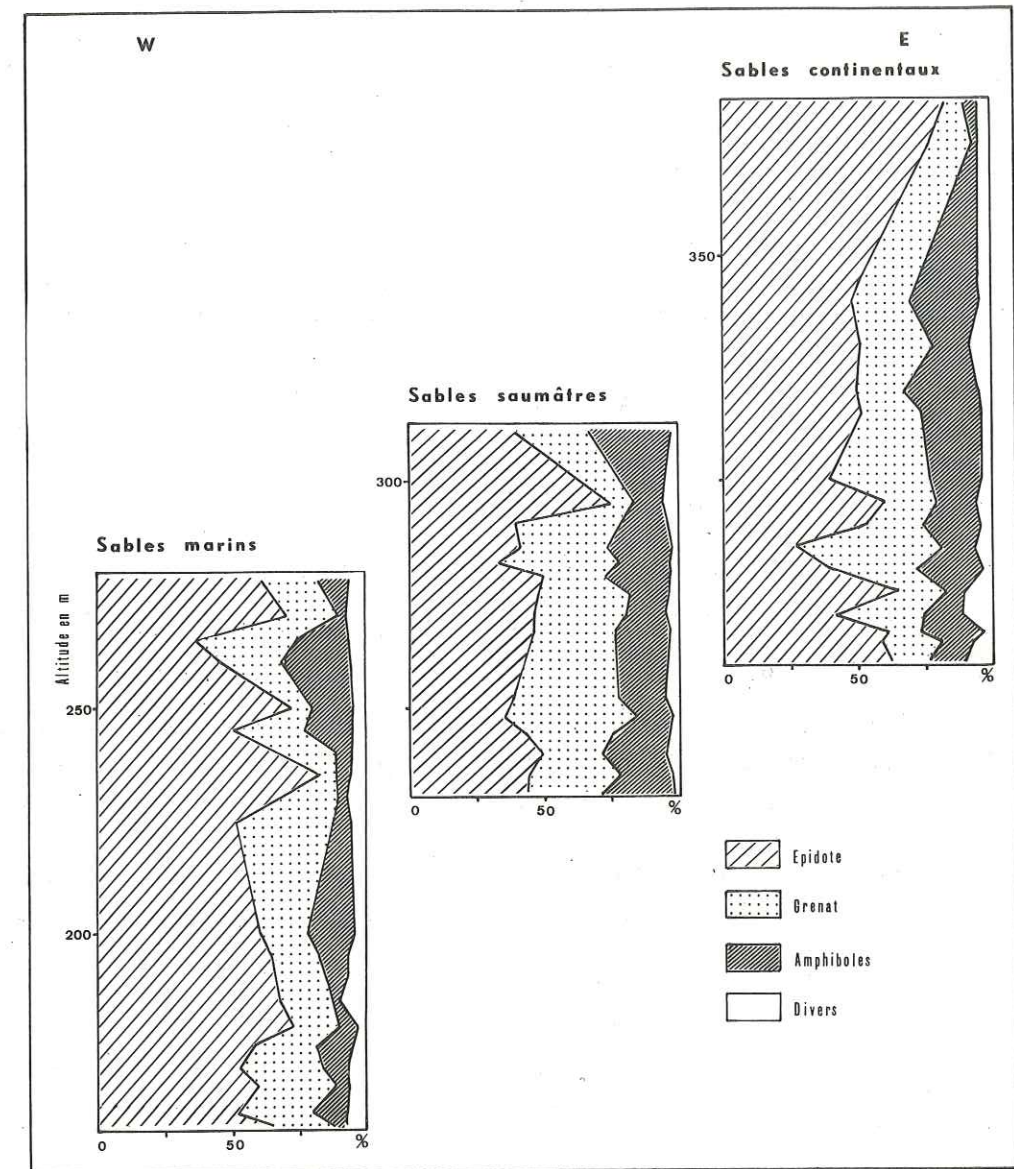 W
E
Sables continentaux
350
0 50 %
Sables saumâtres
300
0 50 %
Sables marins
Altitude en m
250
200
0 50 %
Epidote
Grenat
Amphiboles
Divers